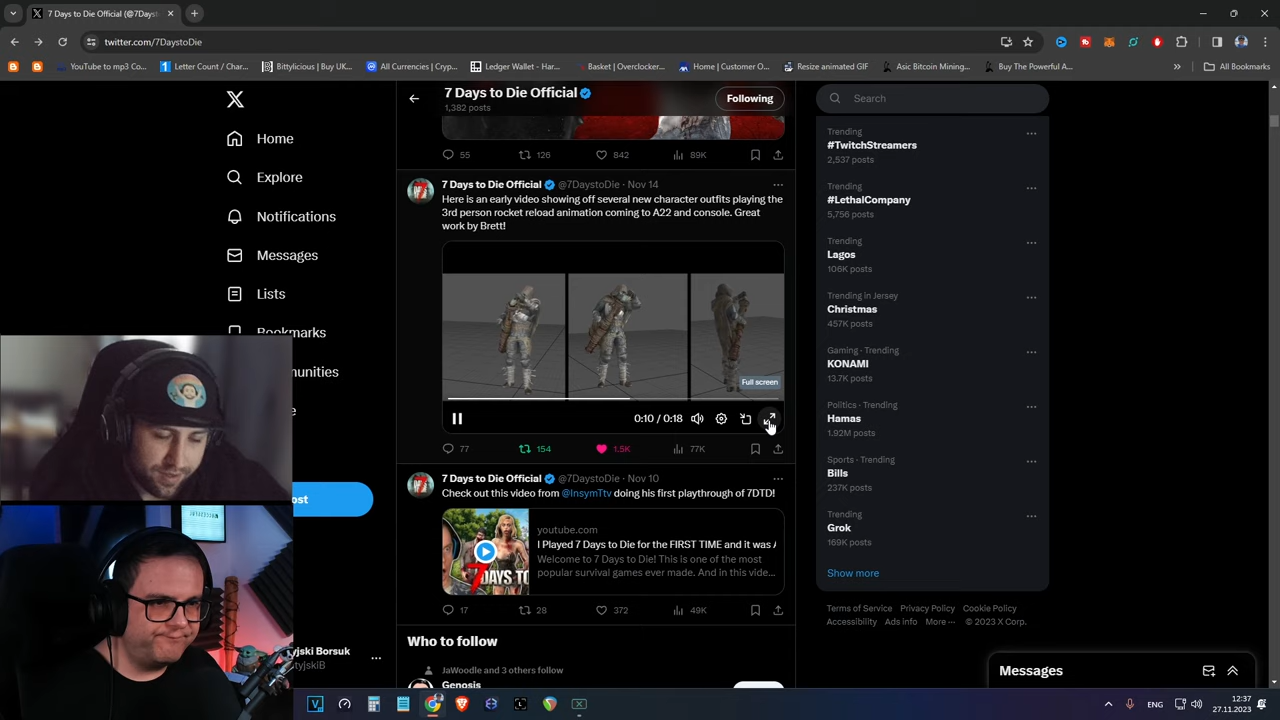 7 Days to Die Official (@7Days
twitter.com/7DaystoDie
YouTube to mp3 Co...
Letter Count / Char...
Bittylicious | Buy UK...
All Currencies | Cryp...
Ledger Wallet - Har...
Basket | Overclocker...
Home | Customer O...
Resize animated GIF
Asic Bitcoin Mining...
Buy The Powerful A...
All Bookmarks
Home
Explore
Notifications
Messages
Lists
Bookmarks
7 Days to Die Official
1,382 posts
Following
55
126
842
89K
7 Days to Die Official @7DaystoDie · Nov 14
Here is an early video showing off several new character outfits playing the
3rd person rocket reload animation coming to A22 and console. Great
work by Brett!
Full screen
0:10 / 0:18
77
154
1.5K
77K
7 Days to Die Official @7DaystoDie · Nov 10
Check out this video from @InsymTtv doing his first playthrough of 7DTD!
youtube.com
I Played 7 Days to Die for the FIRST TIME and it was A
Welcome to 7 Days to Die! This is one of the most
popular survival games ever made. And in this vide...
17
28
372
49K
Who to follow
JaWoodle and 3 others follow
Genosis
Search
Trending
#TwitchStreamers
2,537 posts
Trending
#LethalCompany
5,756 posts
Trending
Lagos
106K posts
Trending in Jersey
Christmas
457K posts
Gaming · Trending
KONAMI
13.7K posts
Politics · Trending
Hamas
1.92M posts
Sports · Trending
Bills
237K posts
Trending
Grok
169K posts
Show more
Terms of Service Privacy Policy Cookie Policy
Accessibility Ads info More ··· © 2023 X Corp.
Messages
yjski Borsuk
tyjskiB
ENG
12:37
27.11.2023